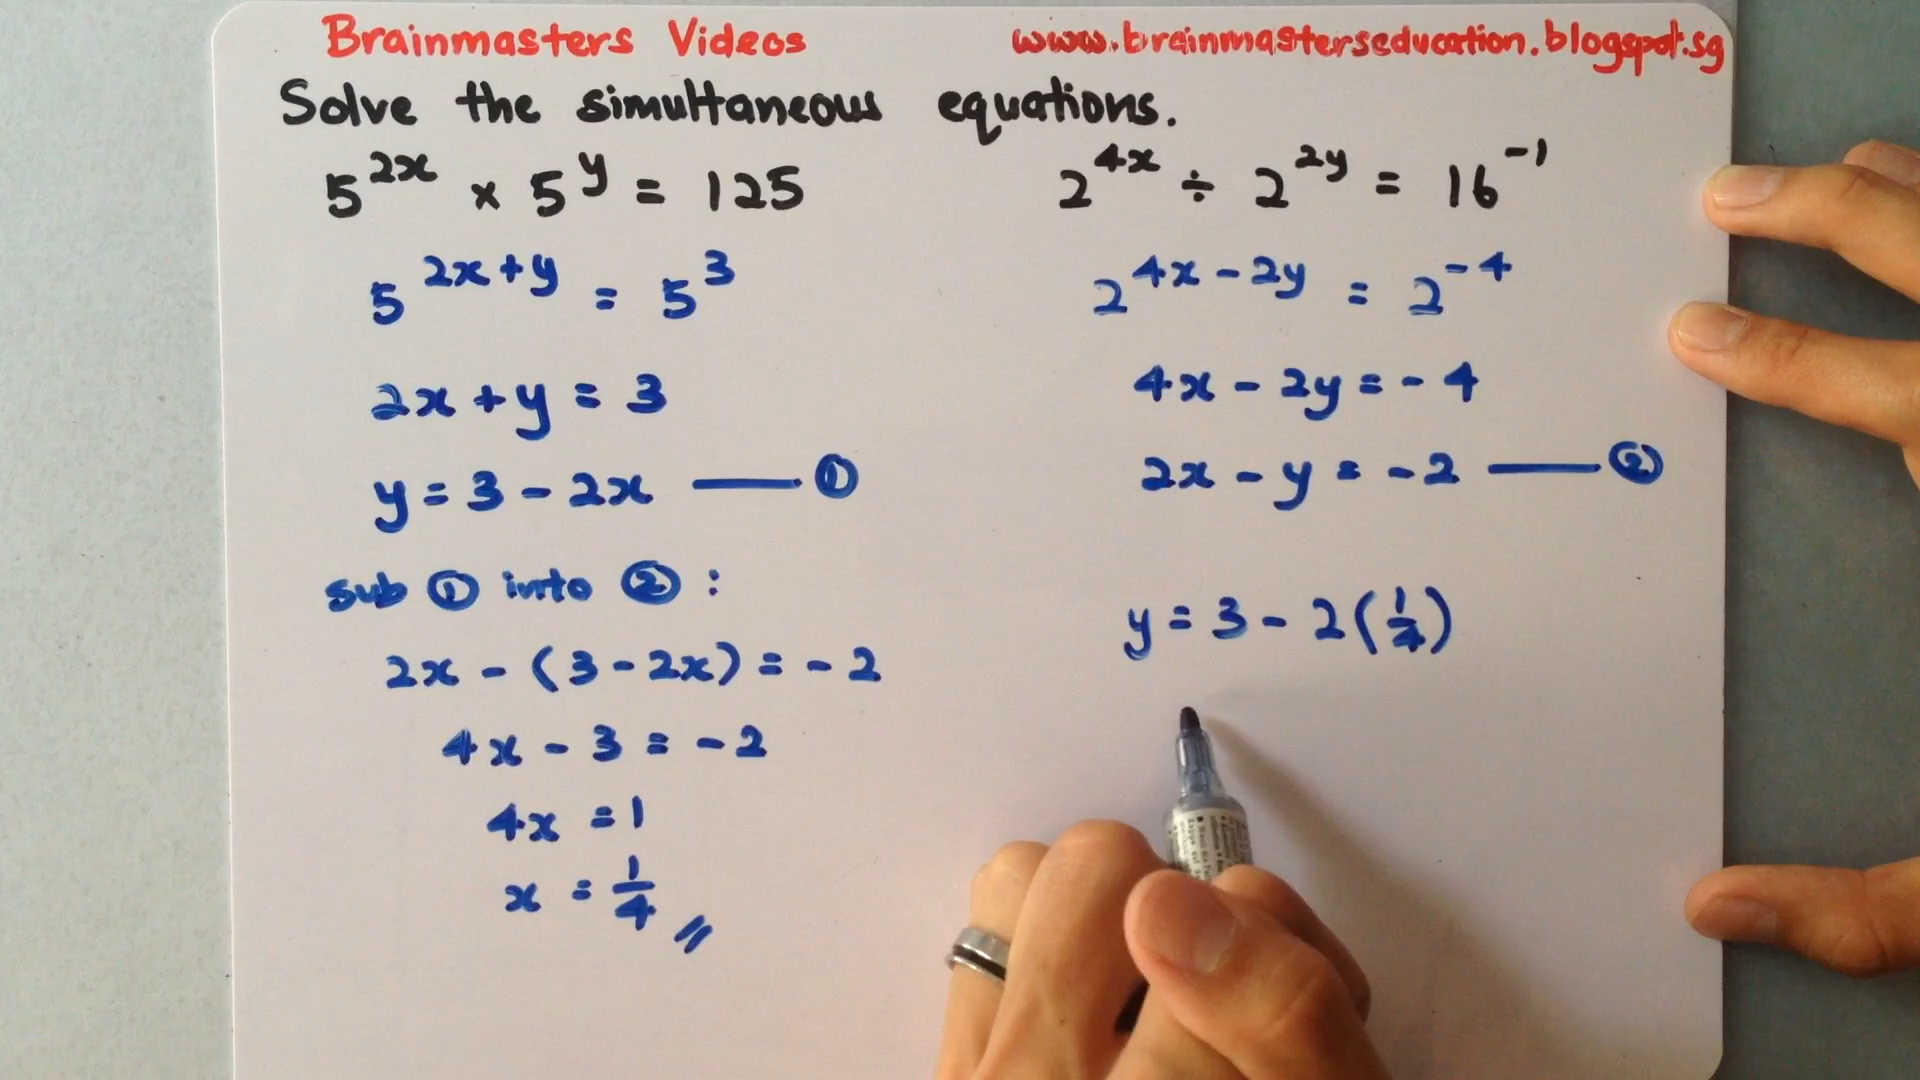 Brainmasters Videos www.brainmasterseducation.blogspot.sg
Solve the simultaneous equations.
5^{2x} × 5^{y} = 125
5^{2x+y} = 5^{3}
2x + y = 3
y = 3 - 2x —— ①
sub ① into ② :
2x - (3 - 2x) = -2
4x - 3 = -2
4x = 1
x = 1/4 //
2^{4x} ÷ 2^{2y} = 16^{-1}
2^{4x-2y} = 2^{-4}
4x - 2y = -4
2x - y = -2 —— ②
y = 3 - 2(1/4)